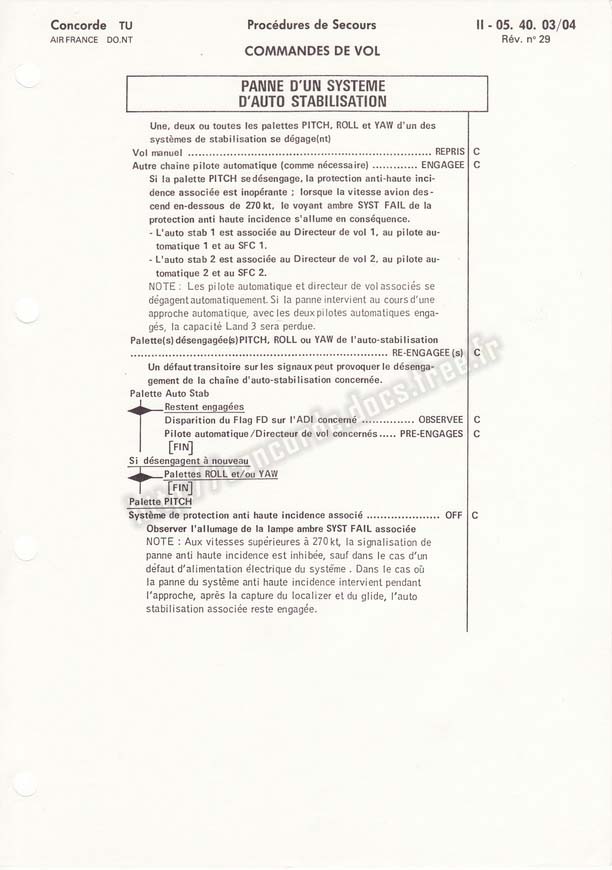 Concorde TU Procédures de Secours II - 05. 40. 03/04
AIR FRANCE DO.NT COMMANDES DE VOL Rév. n° 29
PANNE D'UN SYSTEME
D'AUTO STABILISATION
Une, deux ou toutes les palettes PITCH, ROLL et YAW d'un des
systèmes de stabilisation se dégage(nt)
Vol manuel .......... REPRIS C
Autre chaine pilote automatique (comme nécessaire) ............. ENGAGEE C
Si la palette PITCH se désengage, la protection anti-haute inci-
dence associée est inopérante ; lorsque la vitesse avion des-
cend en-dessous de 270 kt, le voyant ambre SYST FAIL de la
protection anti haute incidence s'allume en conséquence.
- L'auto stab 1 est associée au Directeur de vol 1, au pilote au-
tomatique 1 et au SFC 1.
- L'auto stab 2 est associée au Directeur de vol 2, au pilote au-
tomatique 2 et au SFC 2.
NOTE : Les pilote automatique et directeur de vol associés se
dégagent automatiquement. Si la panne intervient au cours d'une
approche automatique, avec les deux pilotes automatiques enga-
gés, la capacité Land 3 sera perdue.
Palette(s) désengagée(s) PITCH, ROLL ou YAW de l'auto-stabilisation
.......... RE-ENGAGEE (s) C
Un défaut transitoire sur les signaux peut provoquer le désenga-
gement de la chaîne d'auto-stabilisation concernée.
Palette Auto Stab
Restent engagées
Disparition du Flag FD sur l'ADI concerné .............. OBSERVEE C
Pilote automatique /Directeur de vol concernés ..... PRE-ENGAGES C
[FIN]
Si désengagent à nouveau
Palettes ROLL et/ou YAW
[FIN]
Palette PITCH
Système de protection anti haute incidence associé ..................... OFF C
Observer l'allumage de la lampe ambre SYST FAIL associée
NOTE : Aux vitesses supérieures à 270 kt, la signalisation de
panne anti haute incidence est inhibée, sauf dans le cas d'un
défaut d'alimentation électrique du système . Dans le cas où
la panne du système anti haute incidence intervient pendant
l'approche, après la capture du localizer et du glide, l'auto
stabilisation associée reste engagée.
http://concorde.docs.free.fr